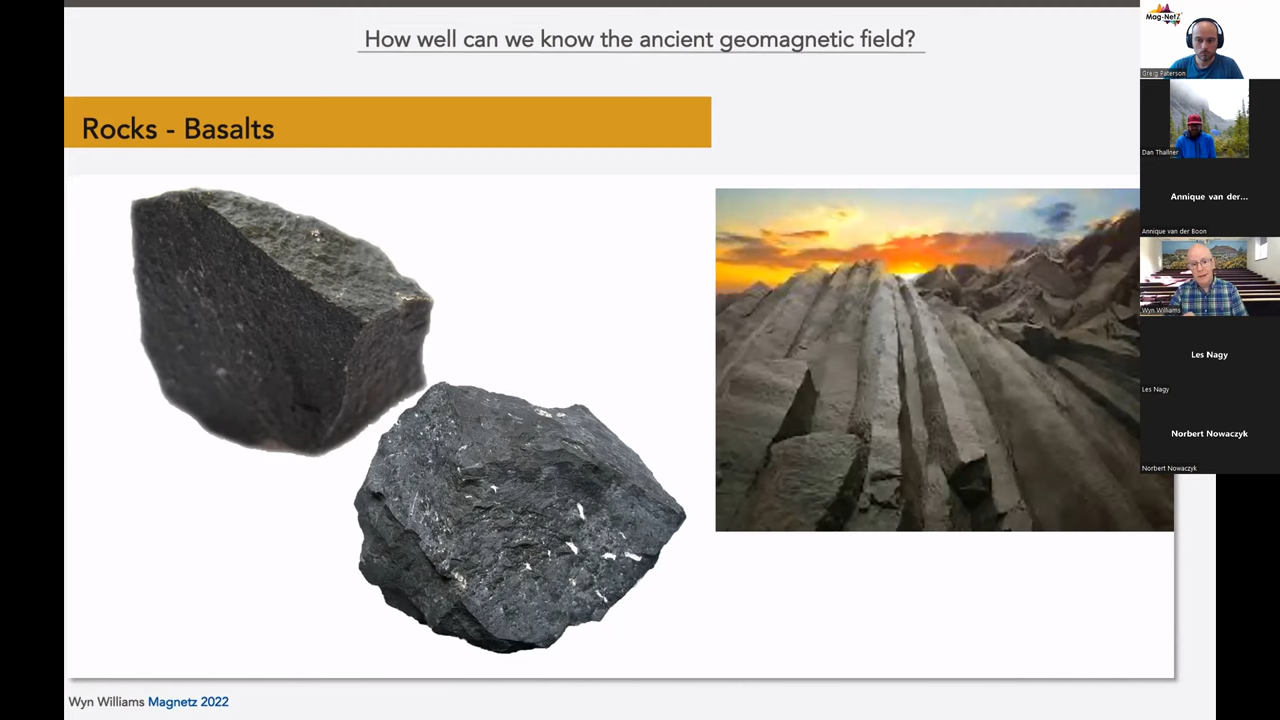 How well can we know the ancient geomagnetic field?
Rocks - Basalts
Wyn Williams Magnetz 2022
Mag-NetZ
Greig Paterson
Dan Thallner
Annique van der...
Annique van der Boon
Wyn Williams
Les Nagy
Les Nagy
Norbert Nowaczyk
Norbert Nowaczyk